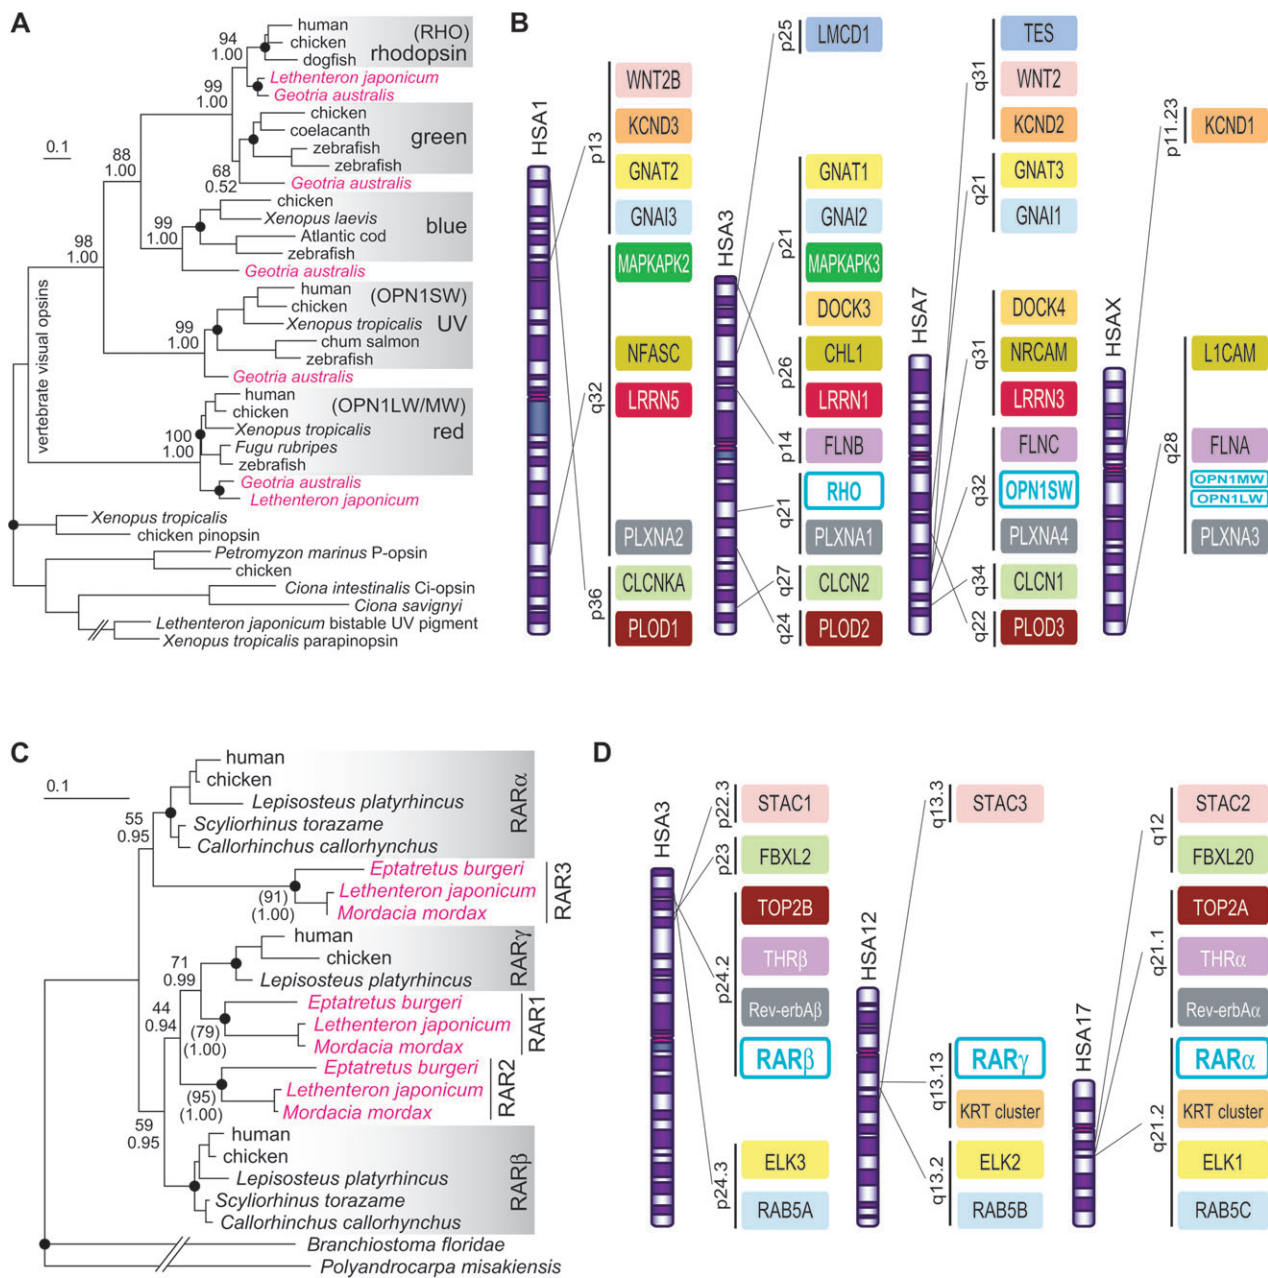 A
0.1
vertebrate visual opsins
98
1.00
88
1.00
99
1.00
94
1.00
human
chicken
dogfish
(RHO)
rhodopsin
Lethenteron japonicum
Geotria australis
chicken
coelacanth
zebrafish
zebrafish
green
68
0.52
Geotria australis
99
1.00
chicken
Xenopus laevis
Atlantic cod
zebrafish
blue
Geotria australis
99
1.00
human
chicken
Xenopus tropicalis
chum salmon
zebrafish
(OPN1SW)
UV
Geotria australis
100
1.00
human
chicken
Xenopus tropicalis
Fugu rubripes
zebrafish
(OPN1LW/MW)
red
Geotria australis
Lethenteron japonicum
Xenopus tropicalis
chicken pinopsin
Petromyzon marinus P-opsin
chicken
Ciona intestinalis Ci-opsin
Ciona savignyi
Lethenteron japonicum bistable UV pigment
Xenopus tropicalis parapinopsin
B
HSA1
p13
WNT2B
KCND3
GNAT2
GNAI3
q32
MAPKAPK2
NFASC
LRRN5
PLXNA2
p36
CLCNKA
PLOD1
HSA3
p25
LMCD1
p21
GNAT1
GNAI2
MAPKAPK3
DOCK3
p26
CHL1
LRRN1
p14
FLNB
q21
RHO
PLXNA1
q27
CLCN2
q24
PLOD2
HSA7
q31
TES
WNT2
KCND2
q21
GNAT3
GNAI1
q31
DOCK4
NRCAM
LRRN3
q32
FLNC
OPN1SW
PLXNA4
q34
CLCN1
q22
PLOD3
HSAX
p11.23
KCND1
q28
L1CAM
FLNA
OPN1MW
OPN1LW
PLXNA3
C
0.1
55
0.95
human
chicken
Lepisosteus platyrhincus
Scyliorhinus torazame
Callorhinchus callorhynchus
RARα
Eptatretus burgeri
Lethenteron japonicum
Mordacia mordax
(91)
(1.00)
RAR3
71
0.99
human
chicken
Lepisosteus platyrhincus
RARγ
44
0.94
Eptatretus burgeri
Lethenteron japonicum
Mordacia mordax
(79)
(1.00)
RAR1
Eptatretus burgeri
Lethenteron japonicum
Mordacia mordax
(95)
(1.00)
RAR2
59
0.95
human
chicken
Lepisosteus platyrhincus
Scyliorhinus torazame
Callorhinchus callorhynchus
RARβ
Branchiostoma floridae
Polyandrocarpa misakiensis
D
HSA3
p22.3
STAC1
p23
FBXL2
p24.2
TOP2B
THRβ
Rev-erbAβ
RARβ
p24.3
ELK3
RAB5A
HSA12
q13.3
STAC3
q13.13
RARγ
KRT cluster
q13.2
ELK2
RAB5B
HSA17
q12
STAC2
FBXL20
q21.1
TOP2A
THRα
Rev-erbAα
q21.2
RARα
KRT cluster
ELK1
RAB5C